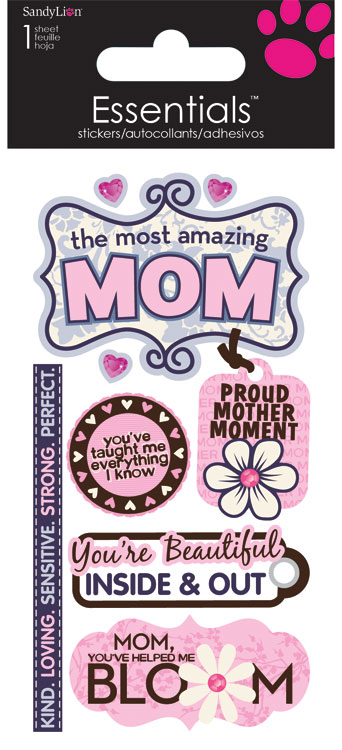 SandyLion
1 sheet
feuille
hoja
Essentials™
stickers/autocollants/adhesivos
the most amazing
MOM
KIND. LOVING. SENSITIVE. STRONG. PERFECT.
you've
taught me
everything
I know
PROUD
MOTHER
MOMENT
You're Beautiful
INSIDE & OUT
MOM,
YOU'VE HELPED ME
BLOOM